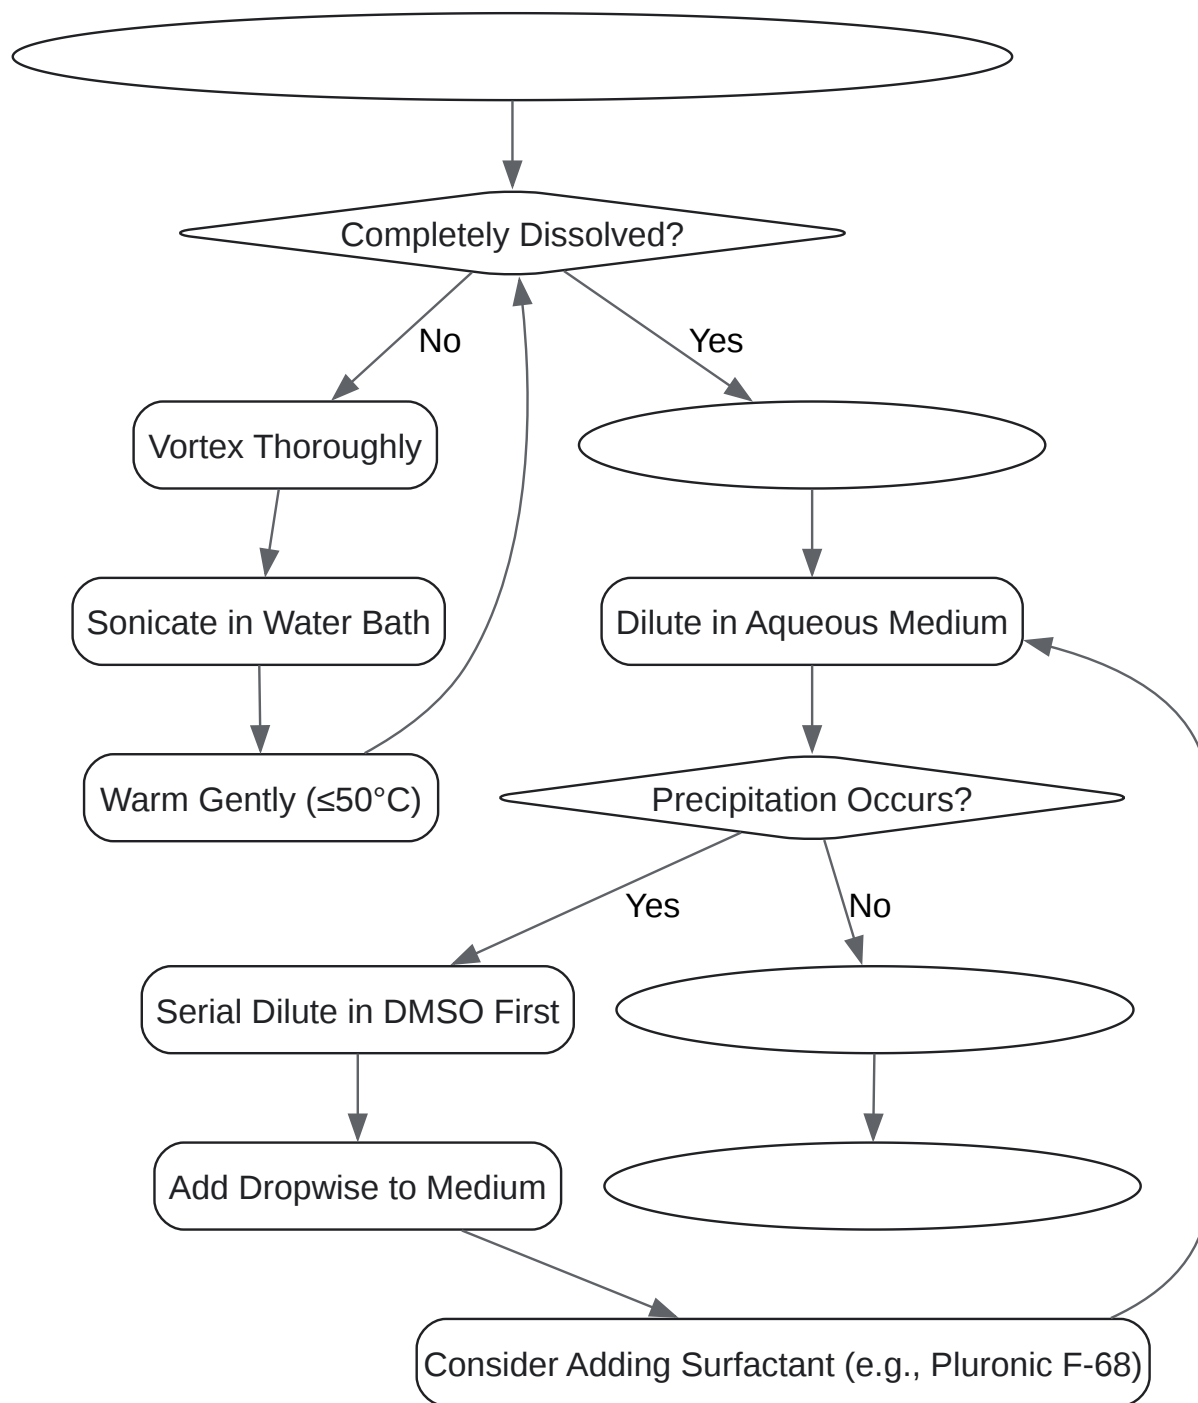 Completely Dissolved?
No
Yes
Vortex Thoroughly
Sonicate in Water Bath
Dilute in Aqueous Medium
Warm Gently (≤50°C)
Precipitation Occurs?
Yes
No
Serial Dilute in DMSO First
Add Dropwise to Medium
Consider Adding Surfactant (e.g., Pluronic F-68)